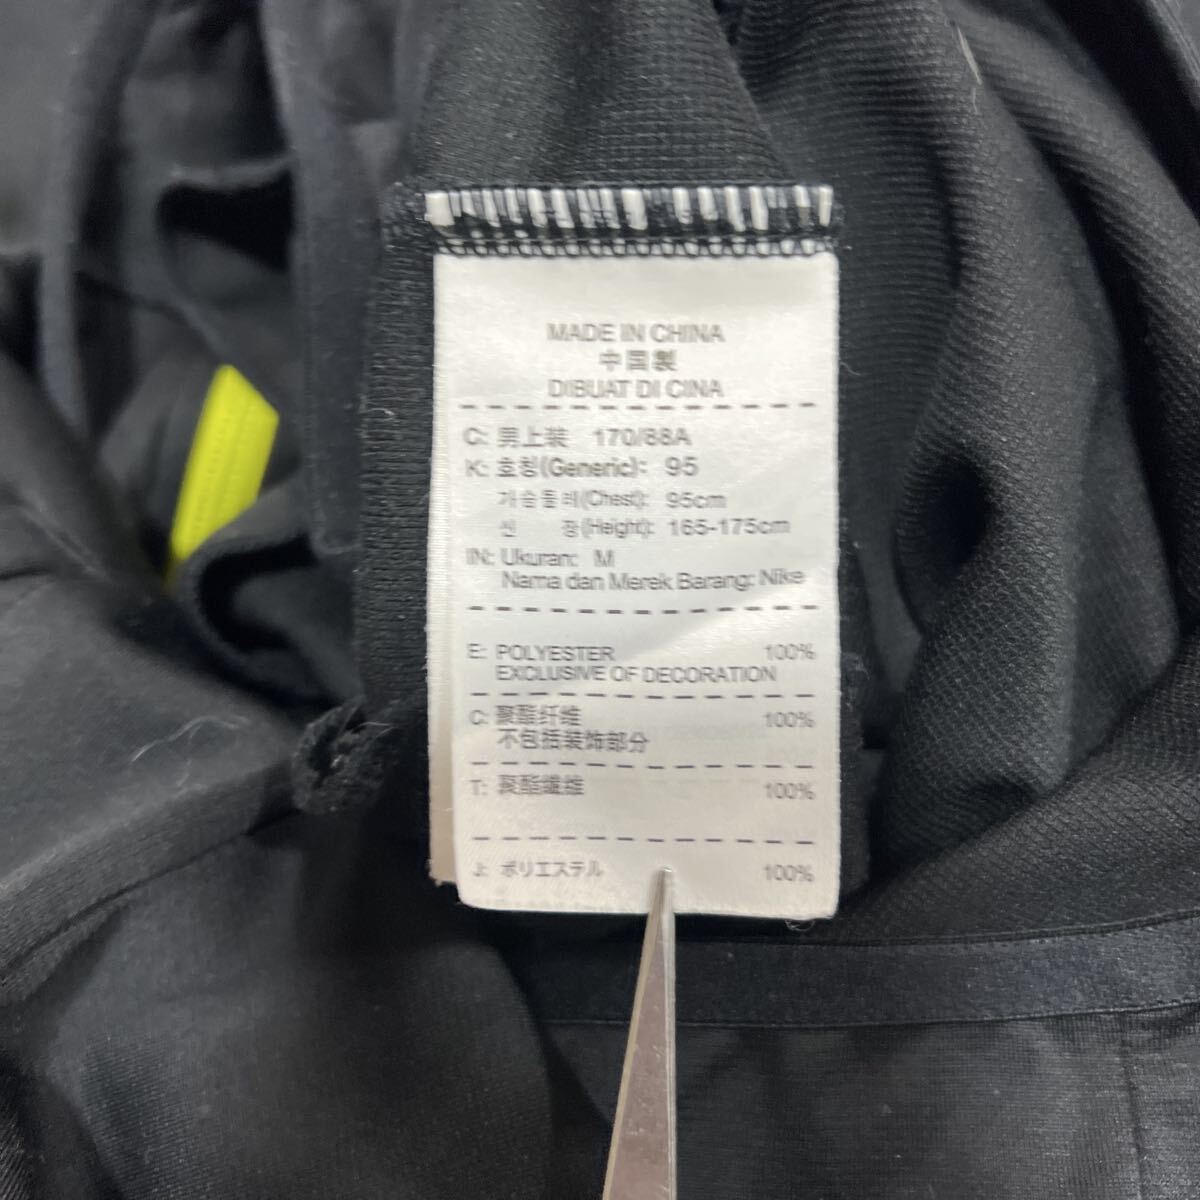 MADE IN CHINA
中国製
DIBUAT DI CINA
C: 男上装 170/88A
K: 호칭(Generic): 95
가슴둘레(Chest): 95cm
신 장(Height): 165-175cm
IN: Ukuran: M
Nama dan Merek Barang: Nike
E: POLYESTER 100%
EXCLUSIVE OF DECORATION
C: 聚酯纤维 100%
不包括装饰部分
T: 聚酯纖維 100%
J: ポリエステル 100%